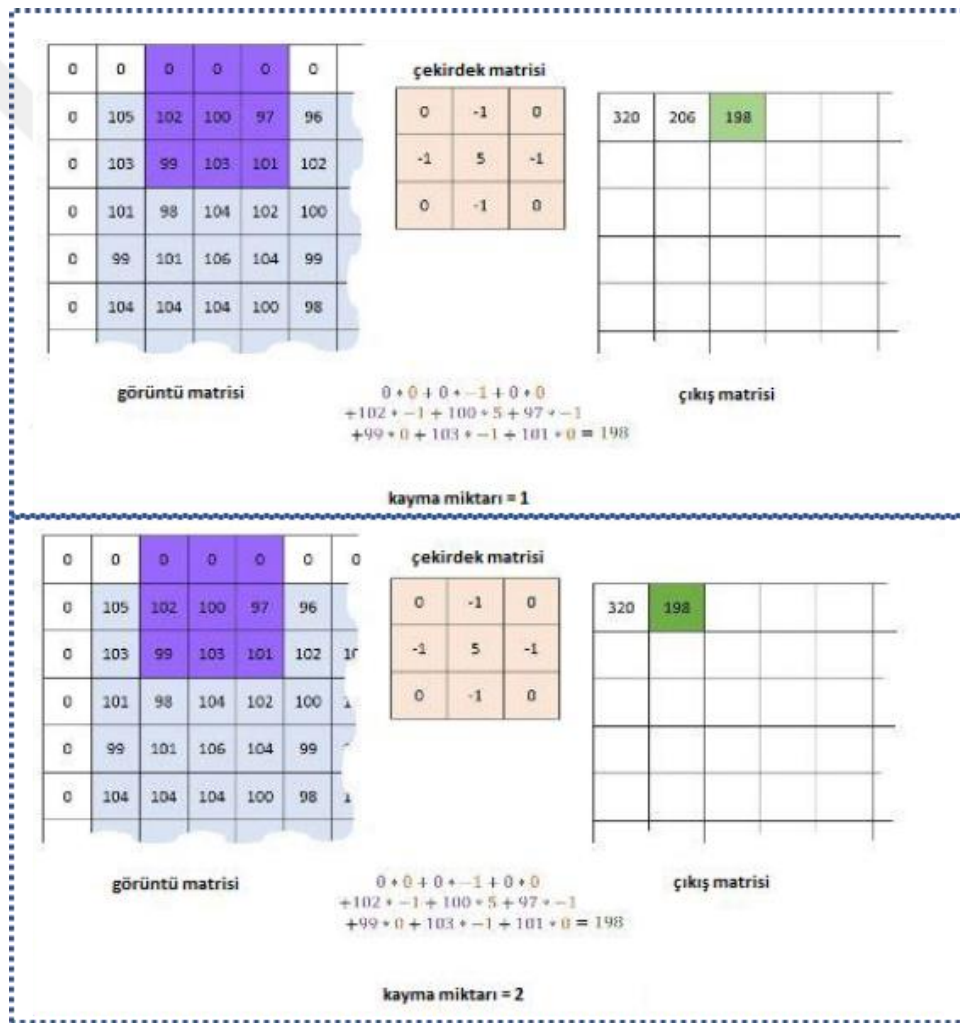 0 0 0 0 0 0
çekirdek matrisi
0 105 102 100 97 96
0 -1 0
320 206 198
0 103 99 103 101 102
-1 5 -1
0 101 98 104 102 100
0 -1 0
0 99 101 106 104 99
0 104 104 104 100 98
görüntü matrisi
çıkış matrisi
0 * 0 + 0 * -1 + 0 * 0
+102 * -1 + 100 * 5 + 97 * -1
+99 * 0 + 103 * -1 + 101 * 0 = 198
kayma miktarı = 1
0 0 0 0 0 0 0
çekirdek matrisi
0 105 102 100 97 96
0 -1 0
320 198
0 103 99 103 101 102
-1 5 -1
0 101 98 104 102 100
0 -1 0
0 99 101 106 104 99
0 104 104 104 100 98
görüntü matrisi
çıkış matrisi
0 * 0 + 0 * -1 + 0 * 0
+102 * -1 + 100 * 5 + 97 * -1
+99 * 0 + 103 * -1 + 101 * 0 = 198
kayma miktarı = 2